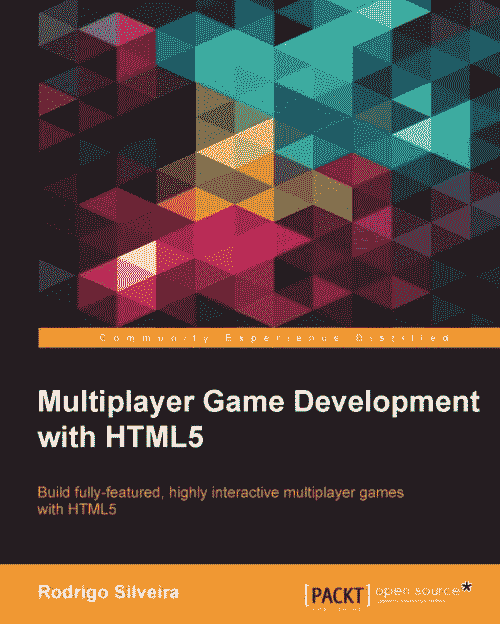 Community Experience Distilled
Multiplayer Game Development
with HTML5
Build fully-featured, highly interactive multiplayer games
with HTML5
Rodrigo Silveira
[PACKT] open source*